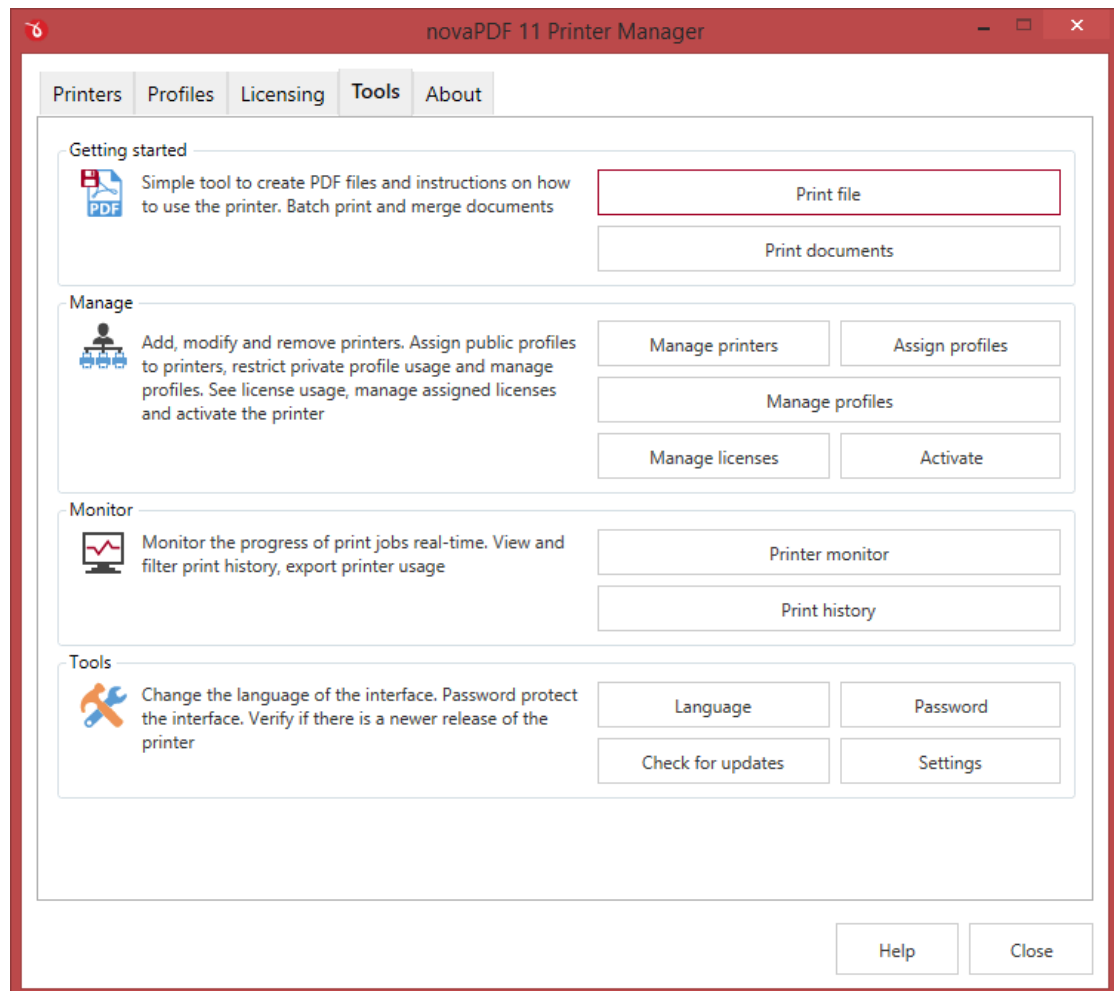 novaPDF 11 Printer Manager
Printers Profiles Licensing Tools About
Getting started
Simple tool to create PDF files and instructions on how
to use the printer. Batch print and merge documents
PDF
Print file
Print documents
Manage
Add, modify and remove printers. Assign public profiles
to printers, restrict private profile usage and manage
profiles. See license usage, manage assigned licenses
and activate the printer
Manage printers Assign profiles
Manage profiles
Manage licenses Activate
Monitor
Monitor the progress of print jobs real-time. View and
filter print history, export printer usage
Printer monitor
Print history
Tools
Change the language of the interface. Password protect
the interface. Verify if there is a newer release of the
printer
Language Password
Check for updates Settings
Help Close